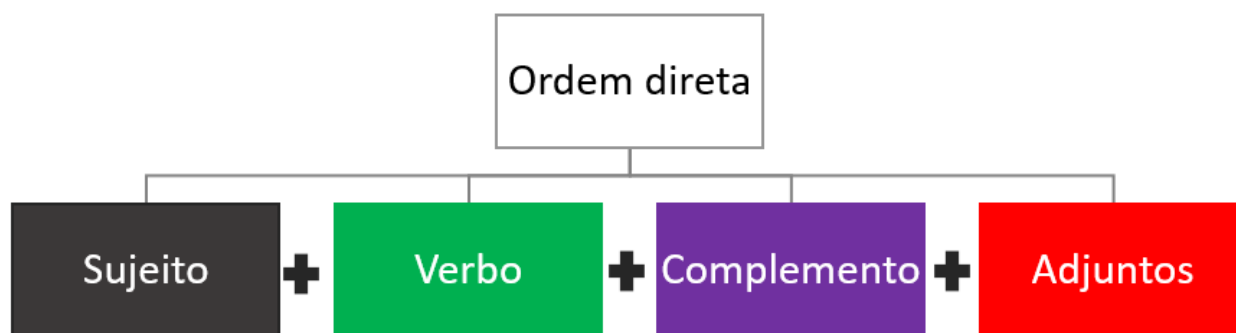 Ordem direta
Sujeito + Verbo + Complemento + Adjuntos